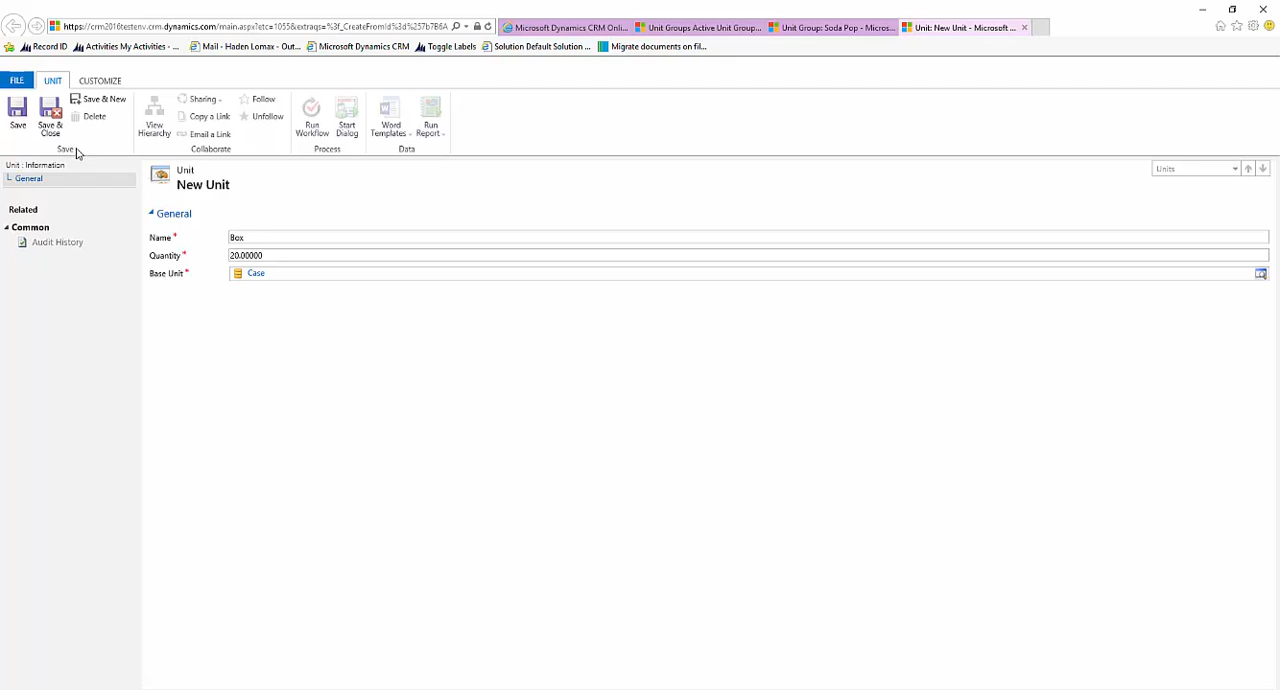 https://crm2016testenv.crm.dynamics.com/main.aspx?etc=1055&extraqs=%3f_CreateFromId%3d%257b7B6A
Microsoft Dynamics CRM Onli...
Unit Groups Active Unit Group...
Unit Group: Soda Pop - Micros...
Unit: New Unit - Microsoft ...
Record ID
Activities My Activities - ...
Mail - Haden Lomax - Out...
Microsoft Dynamics CRM
Toggle Labels
Solution Default Solution ...
Migrate documents on fil...
FILE
UNIT
CUSTOMIZE
Save
Save & Close
Save & New
Delete
Save
View Hierarchy
Sharing
Copy a Link
Email a Link
Follow
Unfollow
Collaborate
Run Workflow
Start Dialog
Process
Word Templates
Run Report
Data
Unit : Information
General
Related
Common
Audit History
Unit
New Unit
Units
General
Name * Box
Quantity * 20.00000
Base Unit * Case